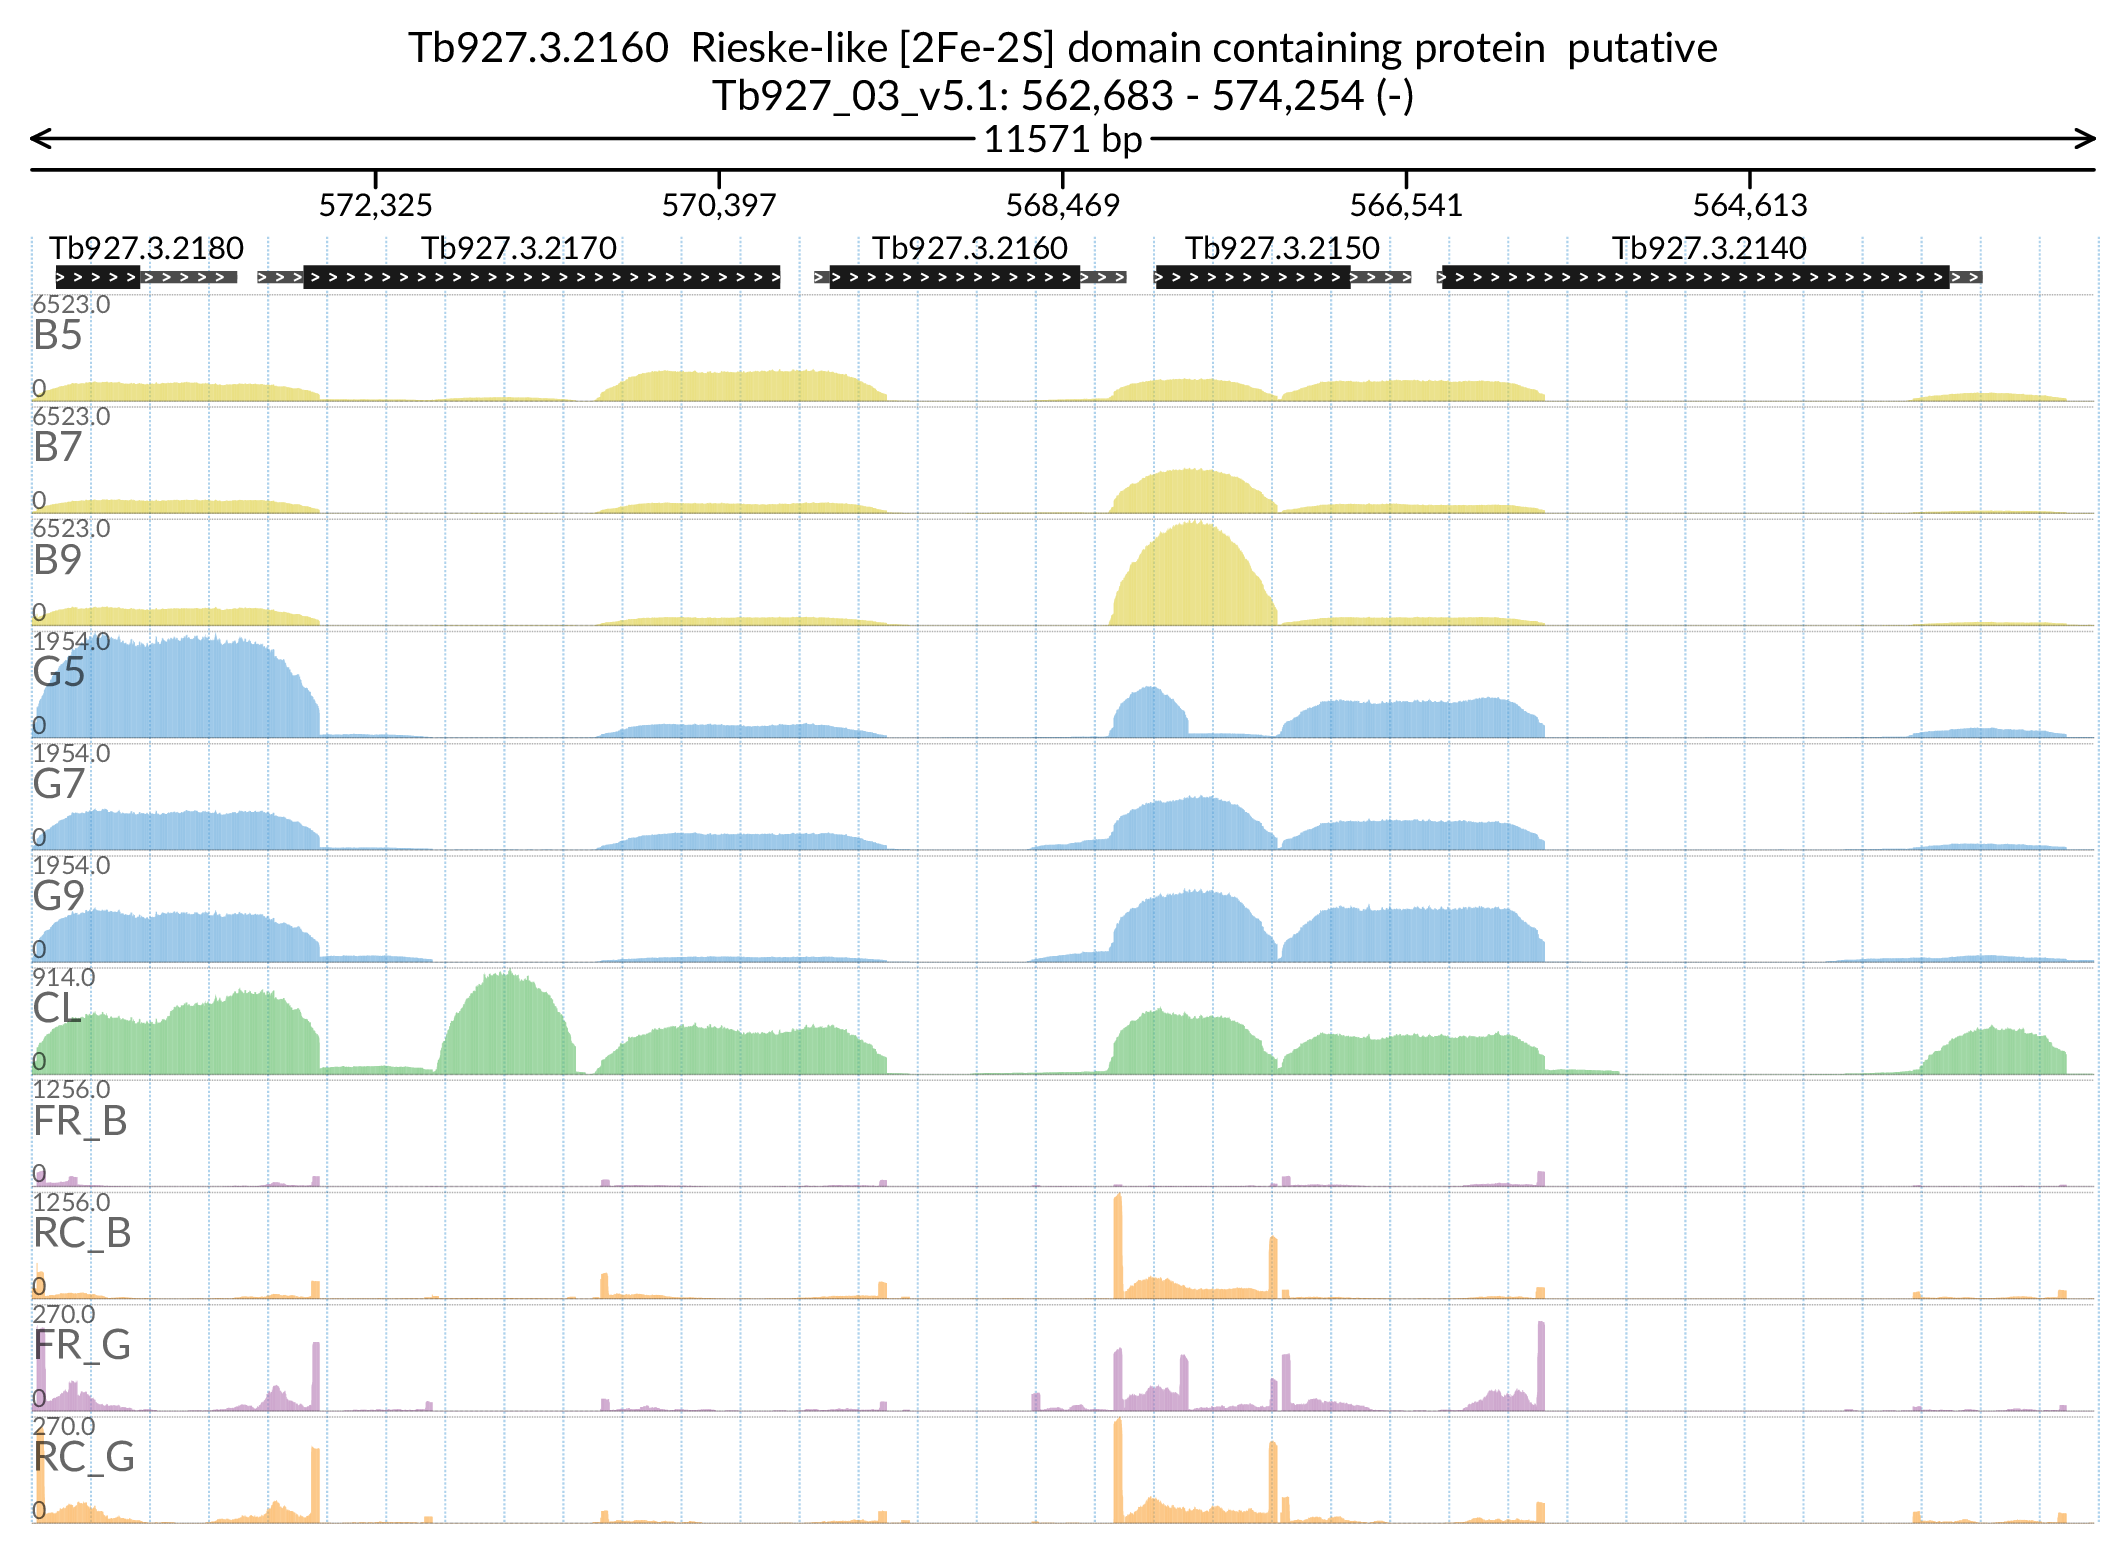 Tb927.3.2160  Rieske-like [2Fe-2S] domain containing protein  putative
Tb927_03_v5.1: 562,683 - 574,254 (-)
11571 bp
572,325 570,397 568,469 566,541 564,613
Tb927.3.2180 Tb927.3.2170 Tb927.3.2160 Tb927.3.2150 Tb927.3.2140
6523.0
B5
0
6523.0
B7
0
6523.0
B9
0
1954.0
G5
0
1954.0
G7
0
1954.0
G9
0
914.0
CL
0
1256.0
FR_B
0
1256.0
RC_B
0
270.0
FR_G
0
270.0
RC_G
0